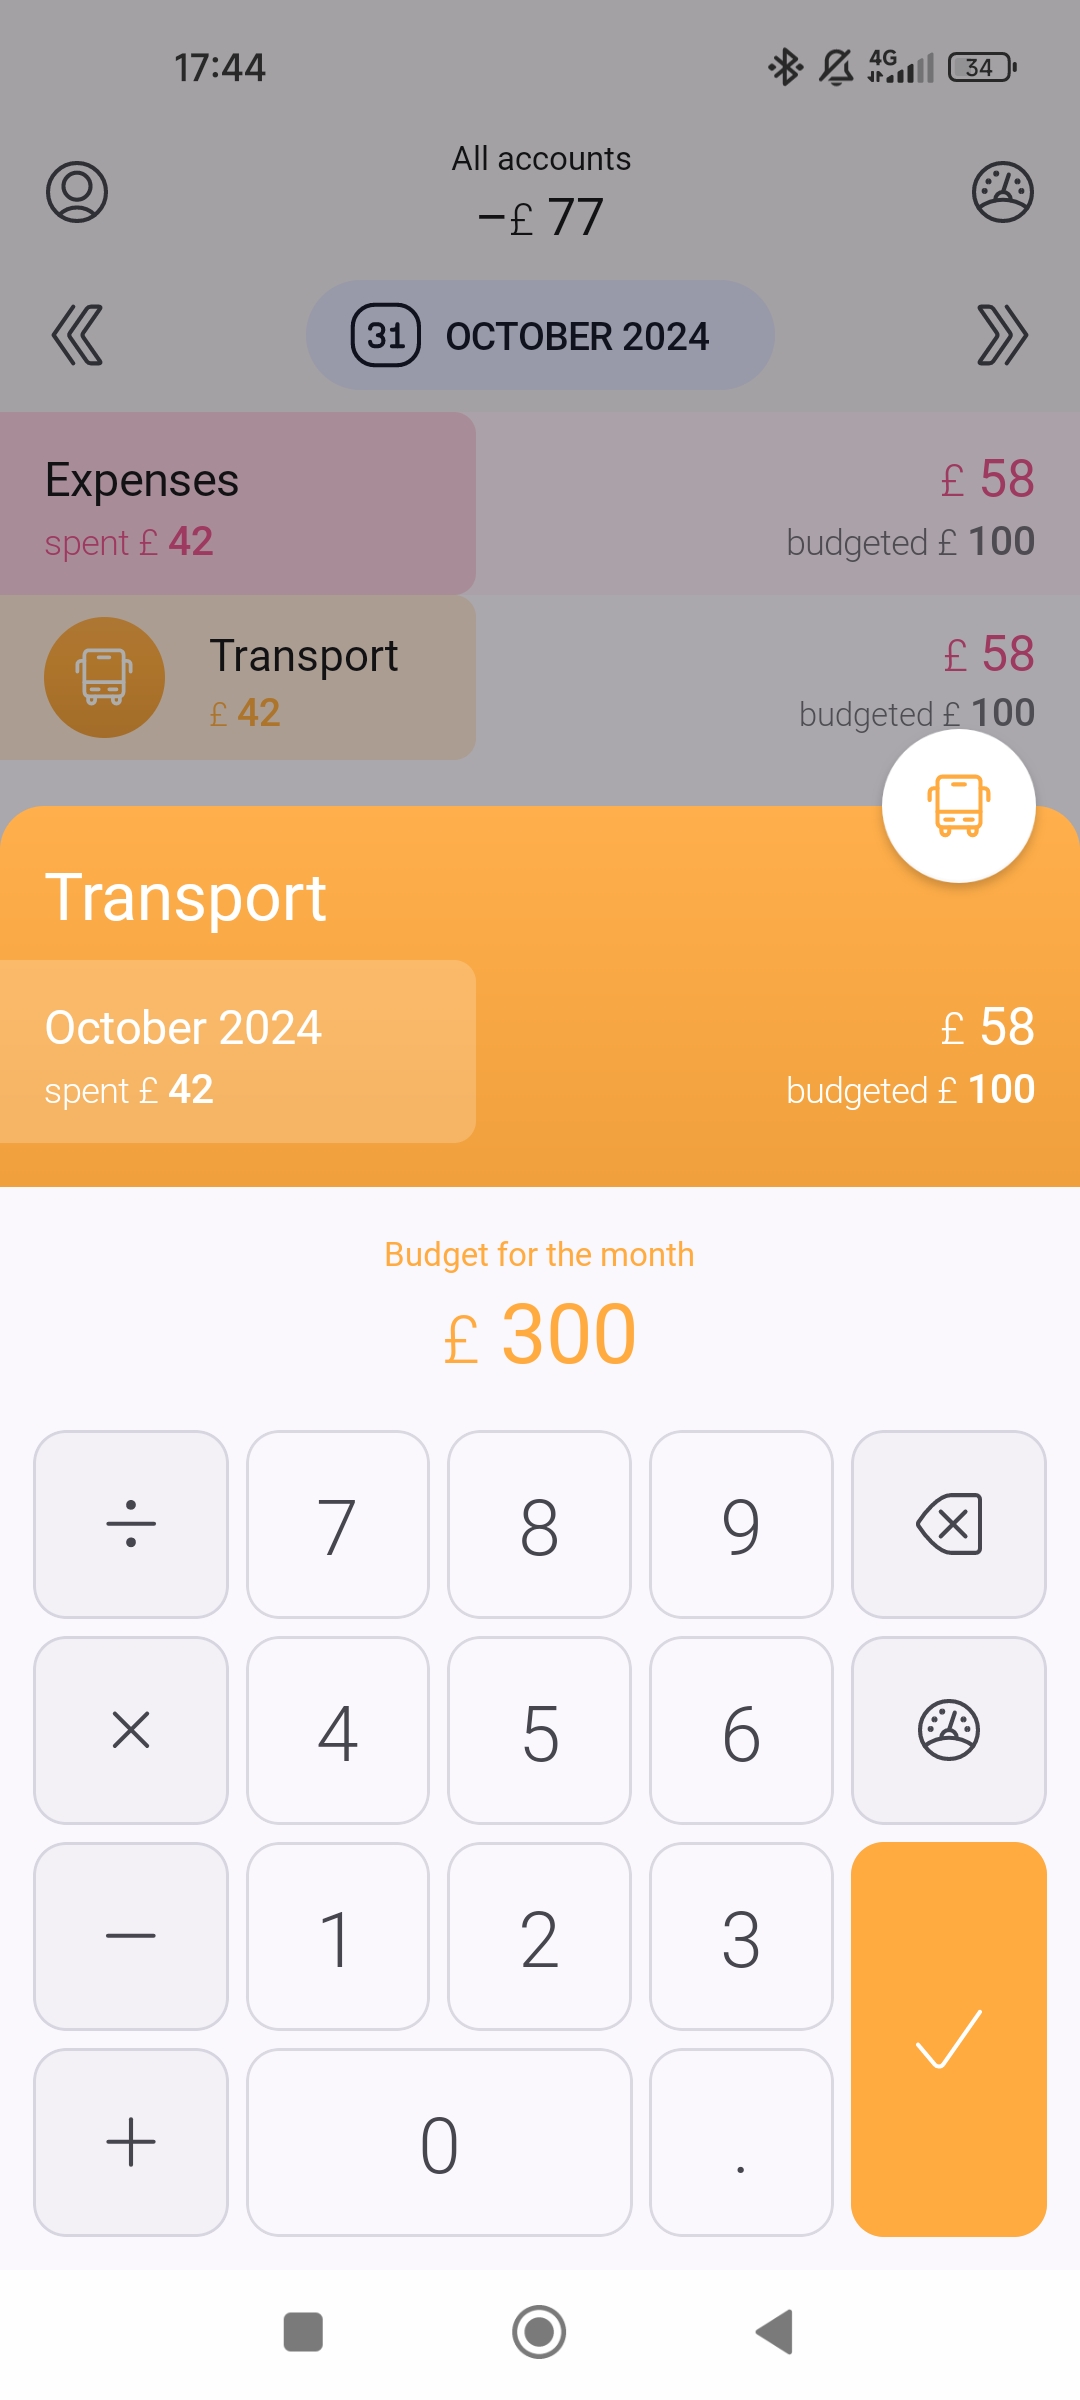 17:44
4G
34
All accounts
–£ 77
31 OCTOBER 2024
Expenses
£ 58
spent £ 42
budgeted £ 100
Transport
£ 58
£ 42
budgeted £ 100
Transport
October 2024
£ 58
spent £ 42
budgeted £ 100
Budget for the month
£ 300
÷ 7 8 9
× 4 5 6
− 1 2 3
+ 0 .